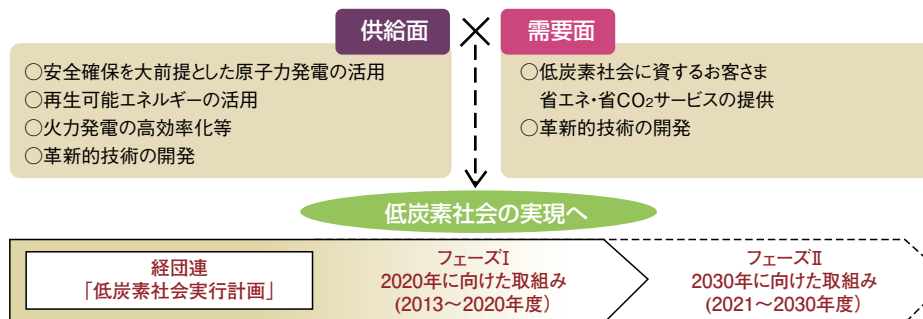 供給面
×
需要面
○安全確保を大前提とした原子力発電の活用
○再生可能エネルギーの活用
○火力発電の高効率化等
○革新的技術の開発
○低炭素社会に資するお客さま
省エネ・省CO₂サービスの提供
○革新的技術の開発
低炭素社会の実現へ
経団連
「低炭素社会実行計画」
フェーズⅠ
2020年に向けた取組み
(2013~2020年度)
フェーズⅡ
2030年に向けた取組み
(2021~2030年度)